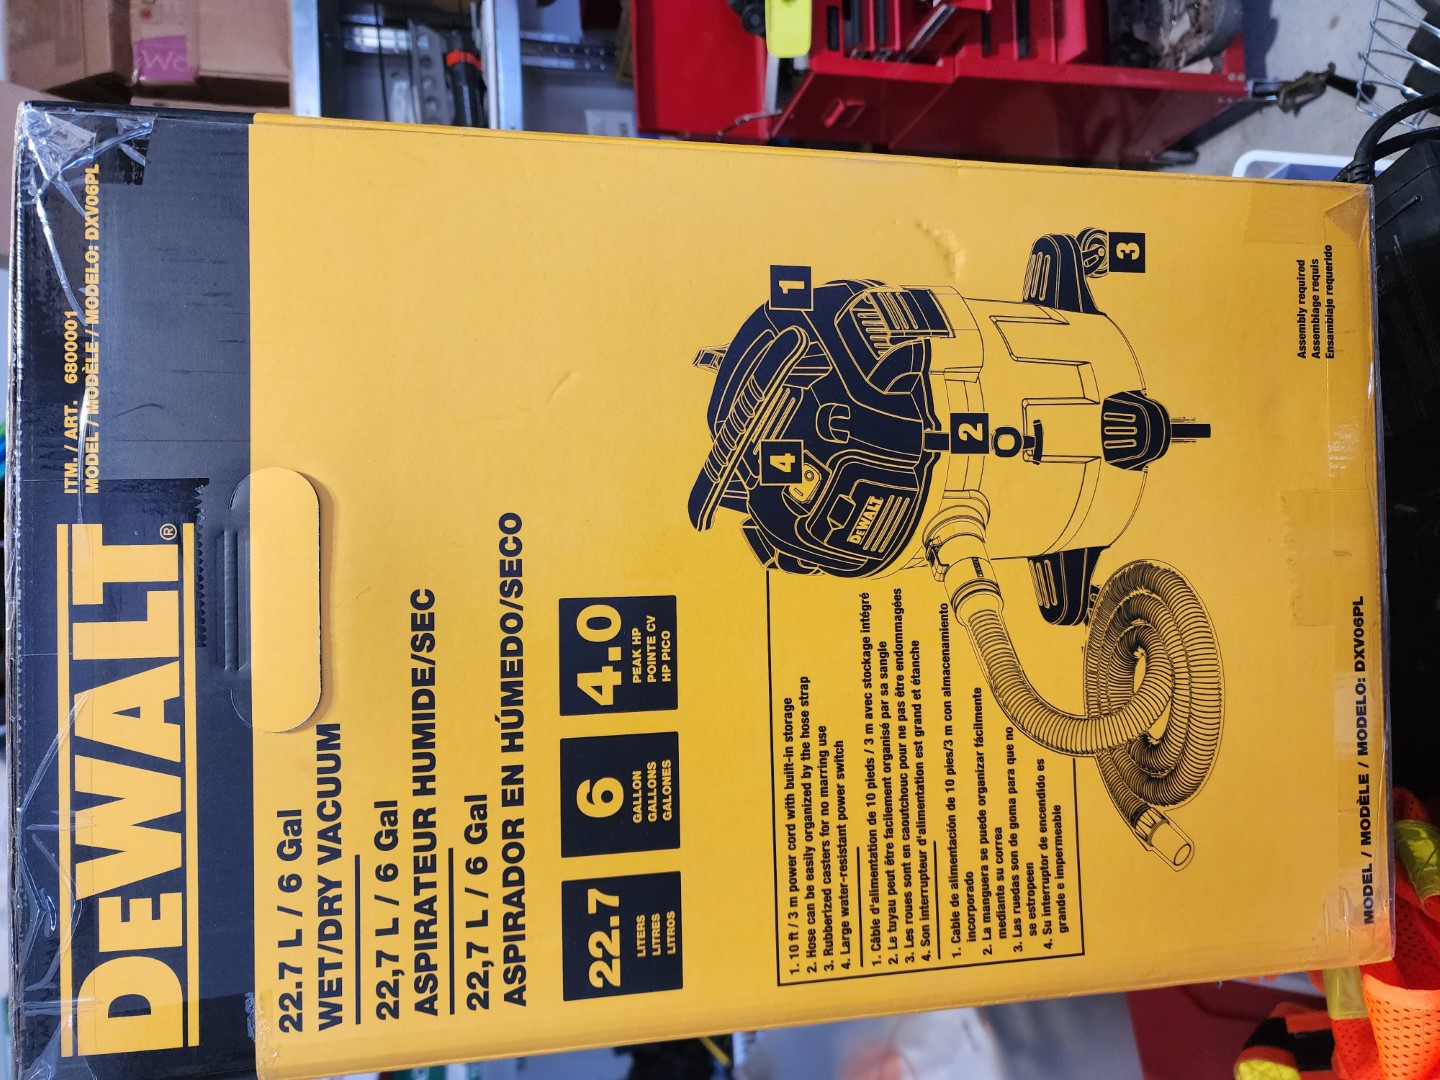 DEWALT®
ITM. / ART. 6800001
MODEL / MODÈLE / MODELO: DXV06PL
22.7 L / 6 Gal
WET/DRY VACUUM
22,7 L / 6 Gal
ASPIRATEUR HUMIDE/SEC
22,7 L / 6 Gal
ASPIRADOR EN HÚMEDO/SECO
22.7
LITERS
LITRES
LITROS
6
GALLON
GALLONS
GALONES
4.0
PEAK HP
POINTE CV
HP PICO
1. 10 ft / 3 m power cord with built-in storage
2. Hose can be easily organized by the hose strap
3. Rubberized casters for no marring use
4. Large water-resistant power switch
1. Câble d'alimentation de 10 pieds / 3 m avec stockage intégré
2. Le tuyau peut être facilement organisé par sa sangle
3. Les roues sont en caoutchouc pour ne pas être endommagées
4. Son interrupteur d'alimentation est grand et étanche
1. Cable de alimentación de 10 pies/3 m con almacenamiento
incorporado
2. La manguera se puede organizar fácilmente
mediante su correa
3. Las ruedas son de goma para que no
se estropeen
4. Su interruptor de encendido es
grande e impermeable
4
1
DEWALT
2
3
Assembly required
Assemblage requis
Ensamblaje requerido
MODEL / MODÈLE / MODELO: DXV06PL